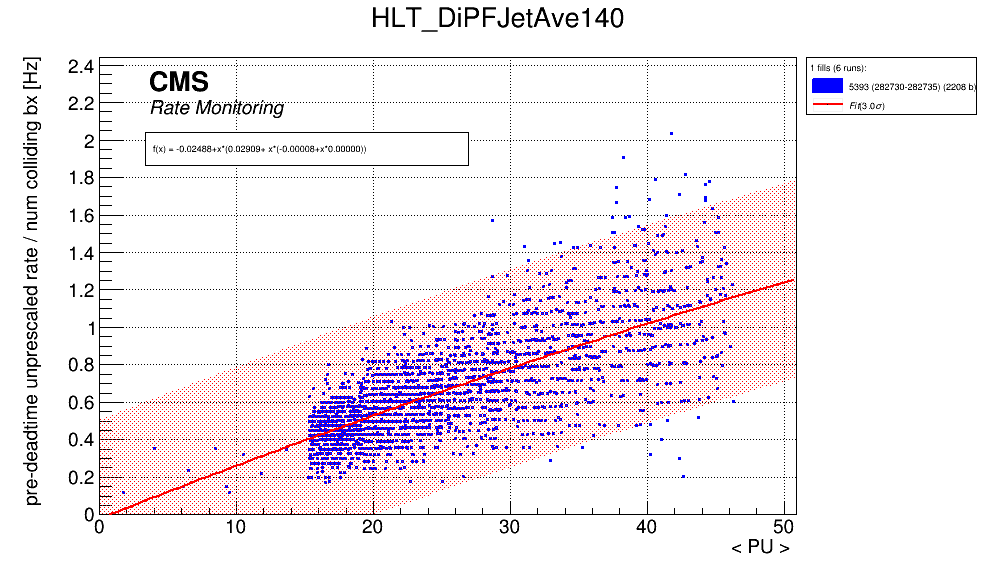 HLT_DiPFJetAve140
pre-deadtime unprescaled rate / num colliding bx [Hz]
CMS
Rate Monitoring
f(x) = -0.02488+x*(0.02909+ x*(-0.00008+x*0.00000))
2.4
2.2
2
1.8
1.6
1.4
1.2
1
0.8
0.6
0.4
0.2
0
0 10 20 30 40 50
< PU >
1 fills (6 runs):
5393 (282730-282735) (2208 b)
Fit(3.0σ)